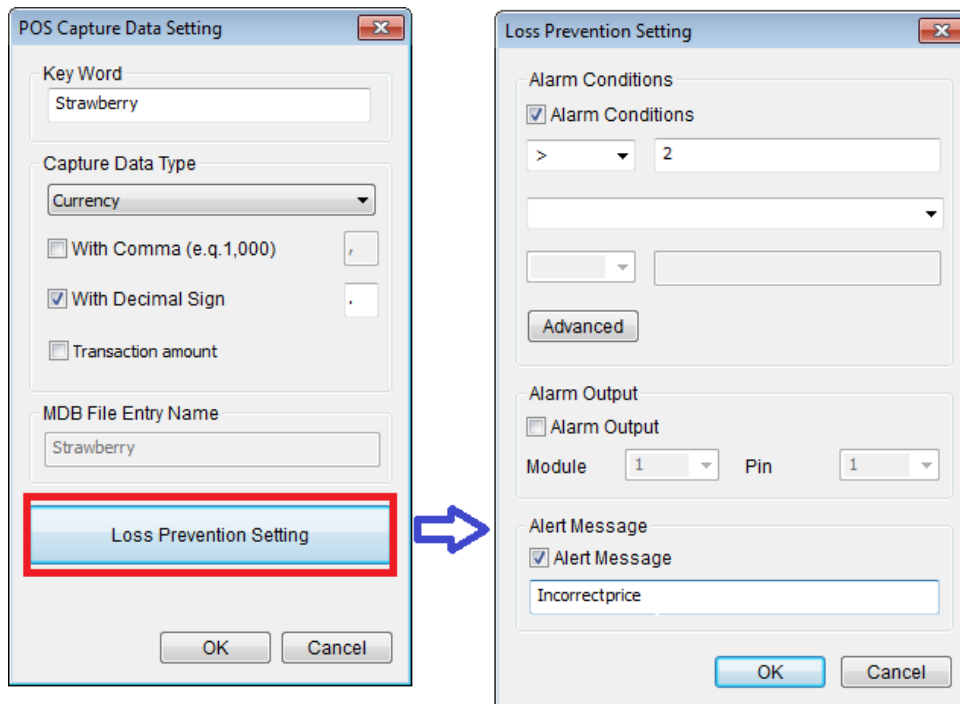 POS Capture Data Setting
Key Word
Strawberry
Capture Data Type
Currency
With Comma (e.q.1,000) ,
With Decimal Sign .
Transaction amount
MDB File Entry Name
Strawberry
Loss Prevention Setting
OK Cancel
Loss Prevention Setting
Alarm Conditions
Alarm Conditions
> 2
Advanced
Alarm Output
Alarm Output
Module 1 Pin 1
Alert Message
Alert Message
Incorrectprice
OK Cancel